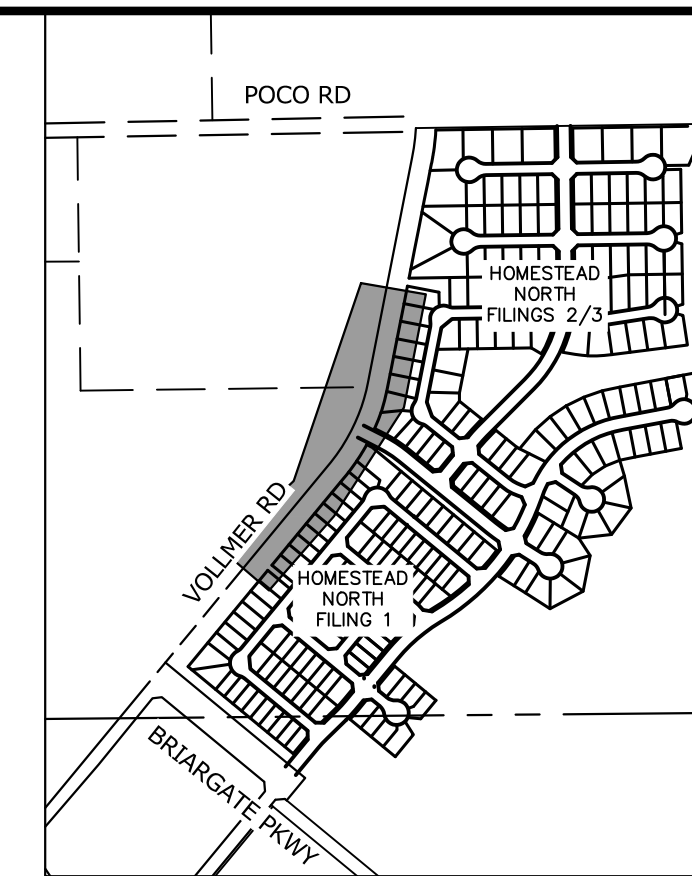 POCO RD
HOMESTEAD
NORTH
FILINGS 2/3
VOLLMER RD
HOMESTEAD
NORTH
FILING 1
BRIARGATE PKWY